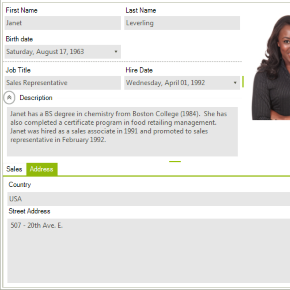 First Name Last Name
Janet Leverling
Birth date
Saturday, August 17, 1963
Job Title Hire Date
Sales Representative Wednesday, April 01, 1992
Description
Janet has a BS degree in chemistry from Boston College (1984). She has
also completed a certificate program in food retailing management.
Janet was hired as a sales associate in 1991 and promoted to sales
representative in February 1992.
Sales Address
Country
USA
Street Address
507 - 20th Ave. E.